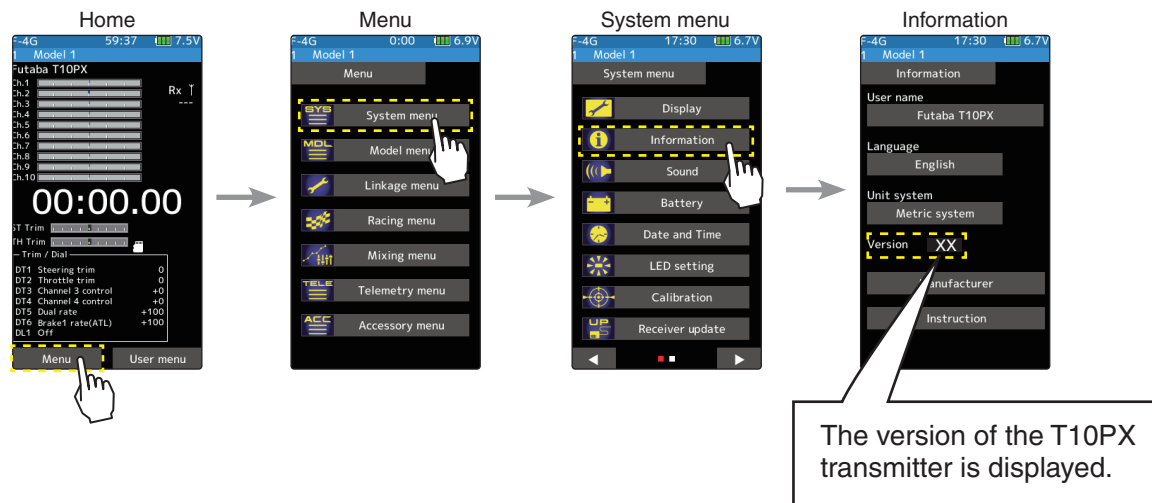 Home
F-4G 59:37 7.5V
1 Model 1
Futaba T10PX
Ch.1
Ch.2
Ch.3
Ch.4
Ch.5
Ch.6
Ch.7
Ch.8
Ch.9
Ch.10
Rx
---
00:00.00
ST Trim
TH Trim
Trim / Dial
DT1 Steering trim 0
DT2 Throttle trim 0
DT3 Channel 3 control +0
DT4 Channel 4 control +0
DT5 Dual rate +100
DT6 Brake1 rate(ATL) +100
DL1 Off
Menu User menu
Menu
F-4G 0:00 6.9V
1 Model 1
Menu
SYS System menu
MDL Model menu
Linkage menu
Racing menu
Mixing menu
TELE Telemetry menu
ACC Accessory menu
System menu
F-4G 17:30 6.7V
1 Model 1
System menu
Display
Information
Sound
Battery
Date and Time
LED setting
Calibration
UP Receiver update
Information
F-4G 17:30 6.7V
1 Model 1
Information
User name
Futaba T10PX
Language
English
Unit system
Metric system
Version XX
Manufacturer
Instruction
The version of the T10PX
transmitter is displayed.